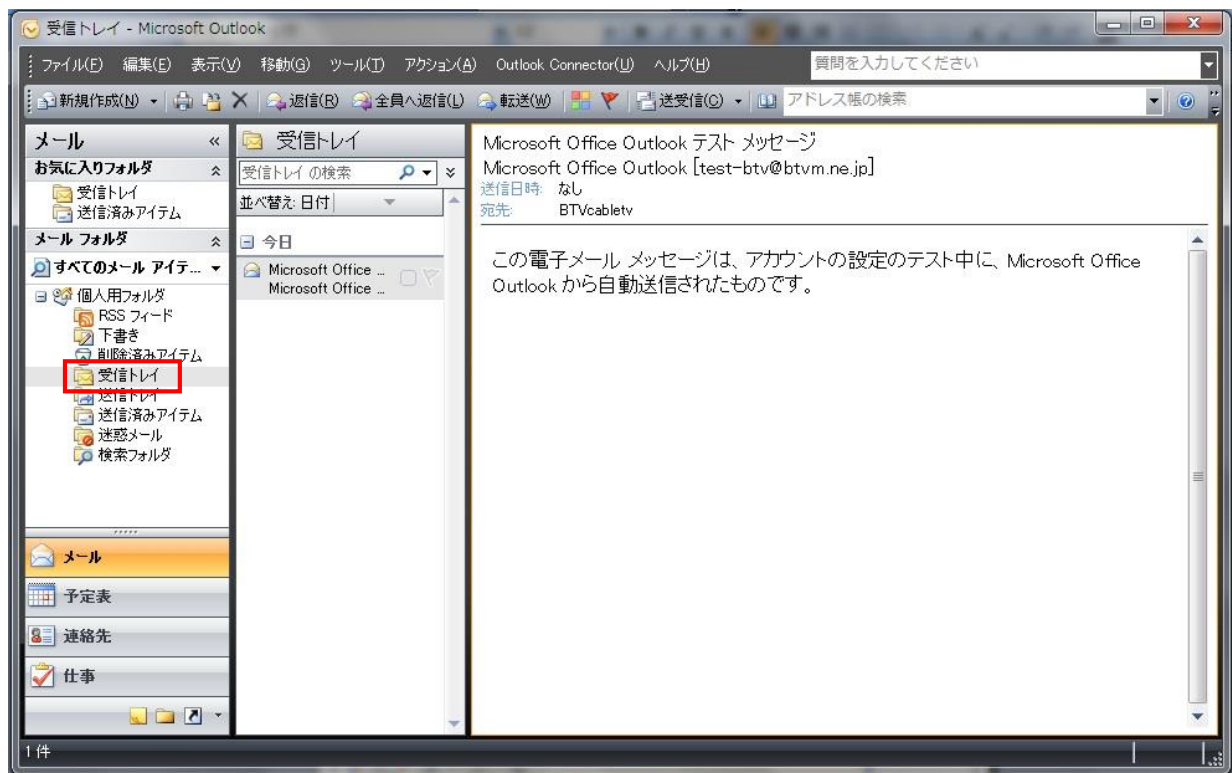 受信トレイ - Microsoft Outlook
ファイル(F) 編集(E) 表示(V) 移動(G) ツール(T) アクション(A) Outlook Connector(U) ヘルプ(H) 質問を入力してください
新規作成(N) 返信(R) 全員へ返信(L) 転送(W) 送受信(C) アドレス帳の検索
メール «
お気に入りフォルダ
受信トレイ
送信済みアイテム
メール フォルダ
すべてのメール アイテ...
個人用フォルダ
RSS フィード
下書き
削除済みアイテム
受信トレイ
送信トレイ
送信済みアイテム
迷惑メール
検索フォルダ
メール
予定表
連絡先
仕事
受信トレイ
受信トレイ の検索
並べ替え: 日付
今日
Microsoft Office ...
Microsoft Office ...
Microsoft Office Outlook テスト メッセージ
Microsoft Office Outlook [test-btv@btvm.ne.jp]
送信日時: なし
宛先: BTVcabletv
この電子メール メッセージは、アカウントの設定のテスト中に、Microsoft Office
Outlook から自動送信されたものです。
1 件